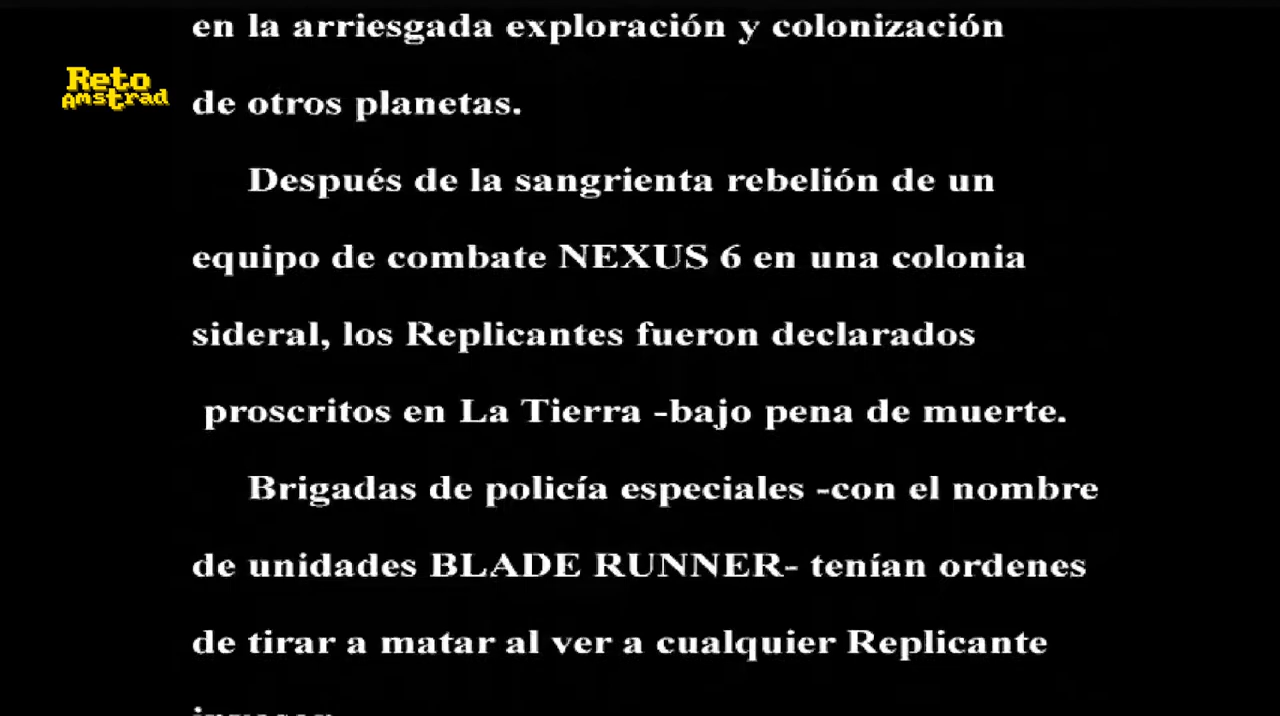 en la arriesgada exploración y colonización
Reto
Amstrad
de otros planetas.
Después de la sangrienta rebelión de un
equipo de combate NEXUS 6 en una colonia
sideral, los Replicantes fueron declarados
proscritos en La Tierra -bajo pena de muerte.
Brigadas de policía especiales -con el nombre
de unidades BLADE RUNNER- tenían ordenes
de tirar a matar al ver a cualquier Replicante